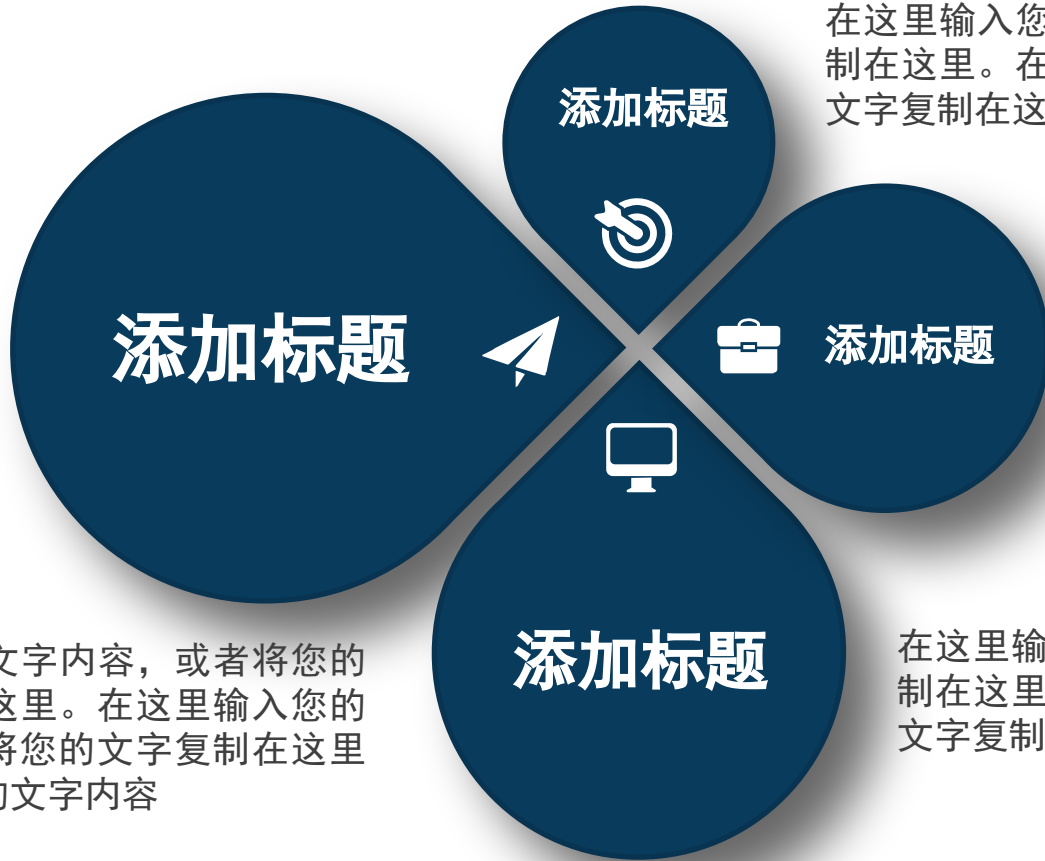 在这里输入您
制在这里。在
文字复制在这
添加标题
添加标题
添加标题
添加标题
文字内容，或者将您的
这里。在这里输入您的
将您的文字复制在这里
的文字内容
在这里输
制在这里
文字复制